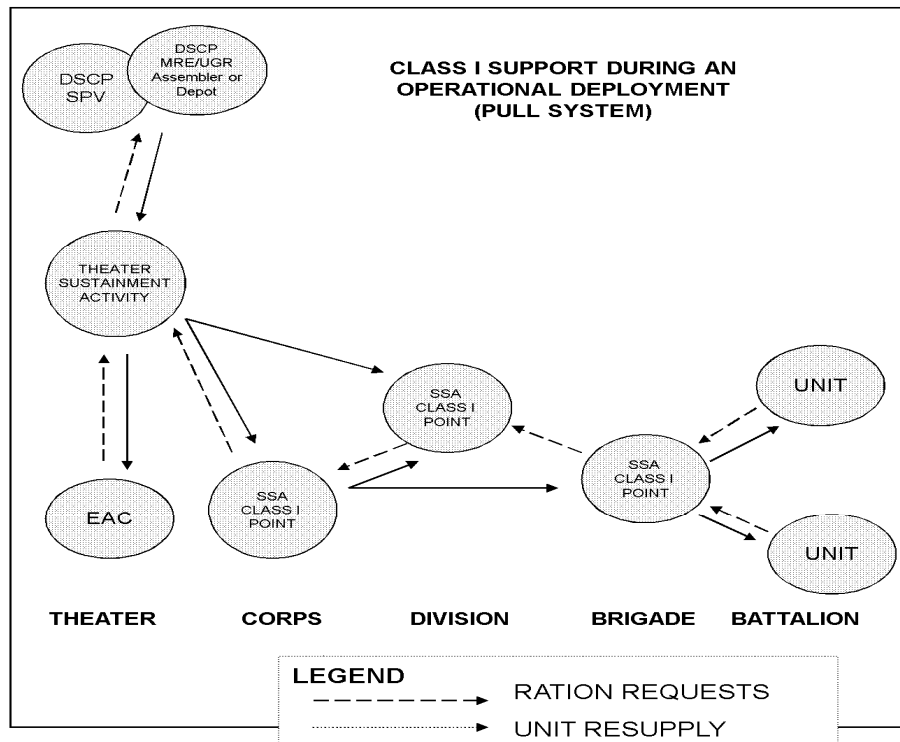 DSCP
SPV
DSCP
MRE/UGR
Assembler or
Depot
CLASS I SUPPORT DURING AN
OPERATIONAL DEPLOYMENT
(PULL SYSTEM)
THEATER
SUSTAINMENT
ACTIVITY
SSA
CLASS I
POINT
UNIT
EAC
SSA
CLASS I
POINT
SSA
CLASS I
POINT
UNIT
THEATER CORPS DIVISION BRIGADE BATTALION
LEGEND
RATION REQUESTS
UNIT RESUPPLY